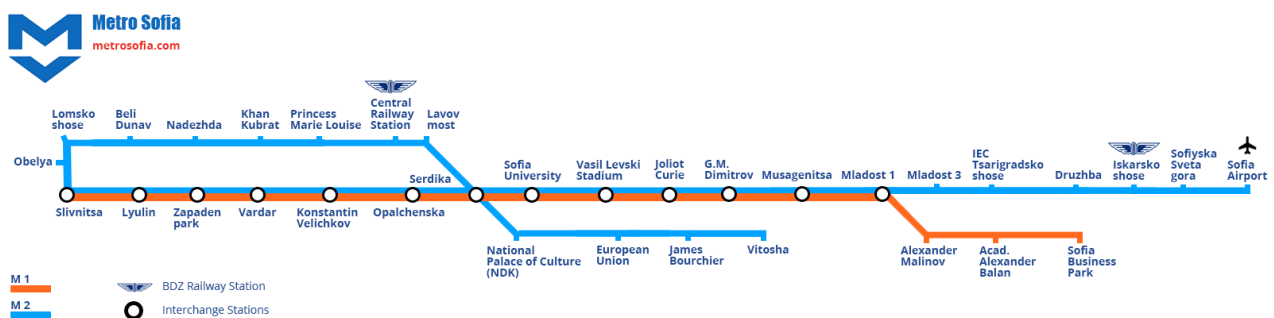 Metro Sofia
metrosofia.com
Lomsko
shose
Beli
Dunav
Nadezhda
Khan
Kubrat
Princess
Marie Louise
Central
Railway
Station
Lavov
most
Obelya
Serdika
Sofia
University
Vasil Levski
Stadium
Joliot
Curie
G.M.
Dimitrov
Musagenitsa
Mladost 1
Mladost 3
IEC
Tsarigradsko
shose
Druzhba
Iskarsko
shose
Sofiyska
Sveta
gora
Sofia
Airport
Slivnitsa
Lyulin
Zapaden
park
Vardar
Konstantin
Velichkov
Opalchenska
National
Palace of Culture
(NDK)
European
Union
James
Bourchier
Vitosha
Alexander
Malinov
Acad.
Alexander
Balan
Sofia
Business
Park
M 1
M 2
BDZ Railway Station
Interchange Stations